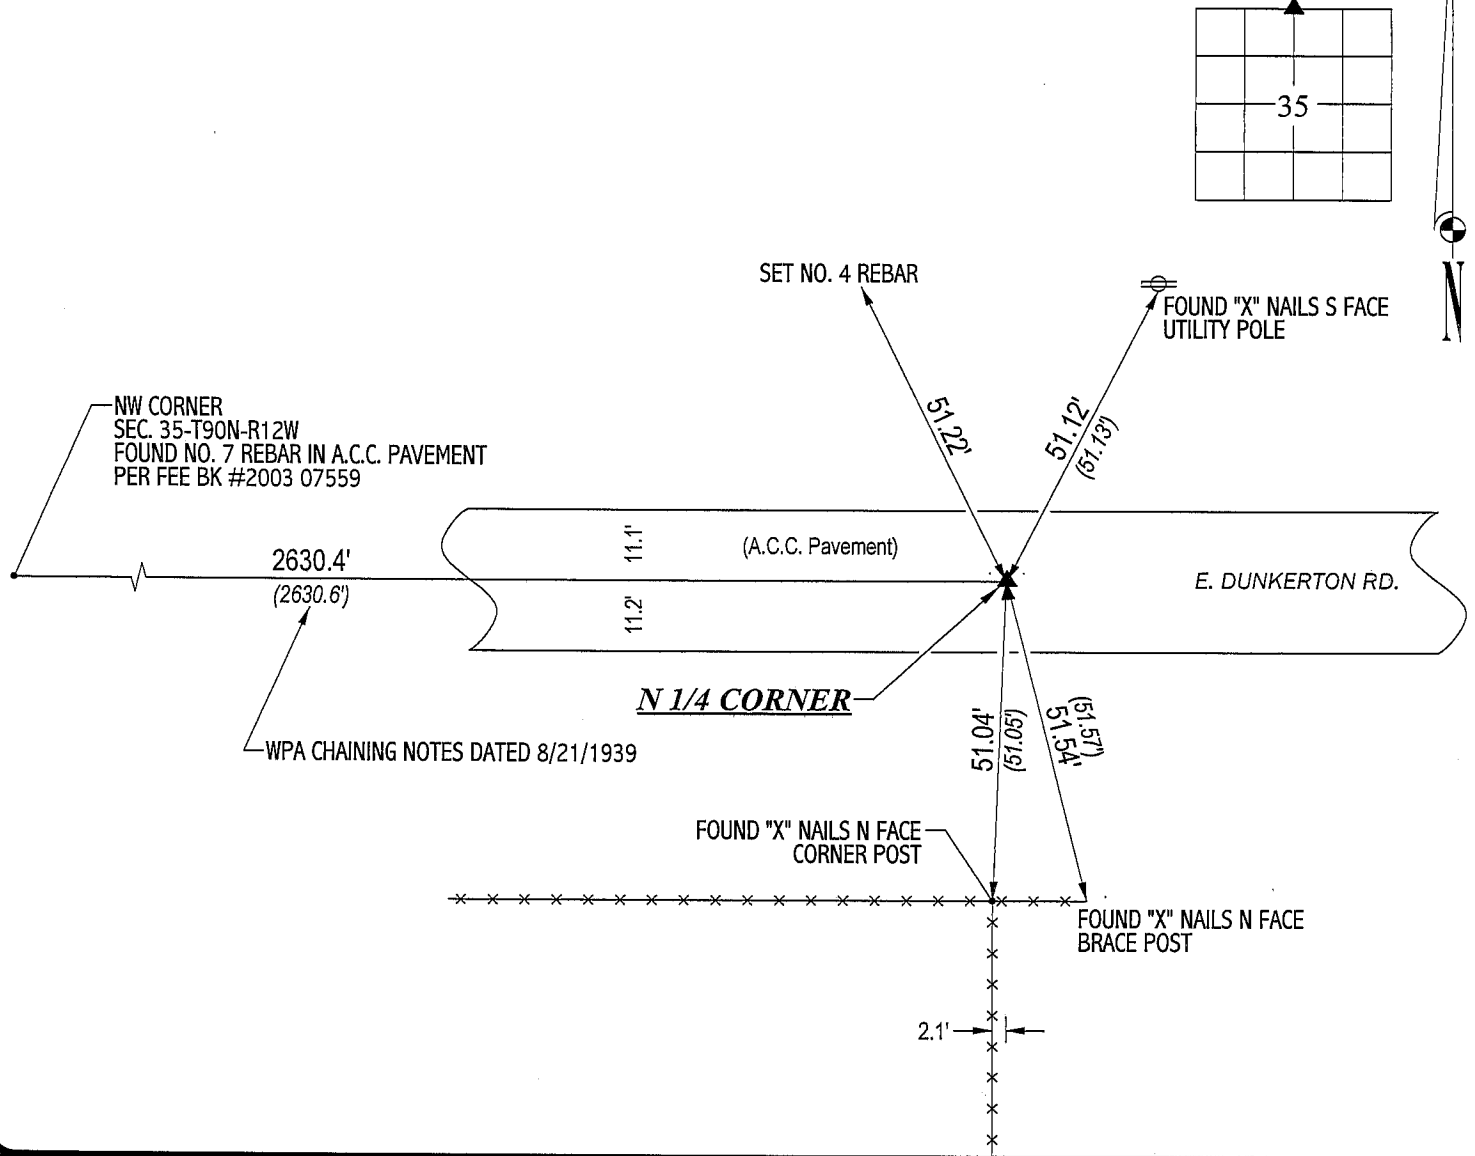 35
N
SET NO. 4 REBAR
FOUND "X" NAILS S FACE
UTILITY POLE
51.22'
51.12'
(51.13')
NW CORNER
SEC. 35-T90N-R12W
FOUND NO. 7 REBAR IN A.C.C. PAVEMENT
PER FEE BK #2003 07559
2630.4'
(2630.6')
11.1'
(A.C.C. Pavement)
11.2'
E. DUNKERTON RD.
N 1/4 CORNER
WPA CHAINING NOTES DATED 8/21/1939
51.04'
(51.05')
(51.57')
51.54'
FOUND "X" NAILS N FACE
CORNER POST
FOUND "X" NAILS N FACE
BRACE POST
2.1'